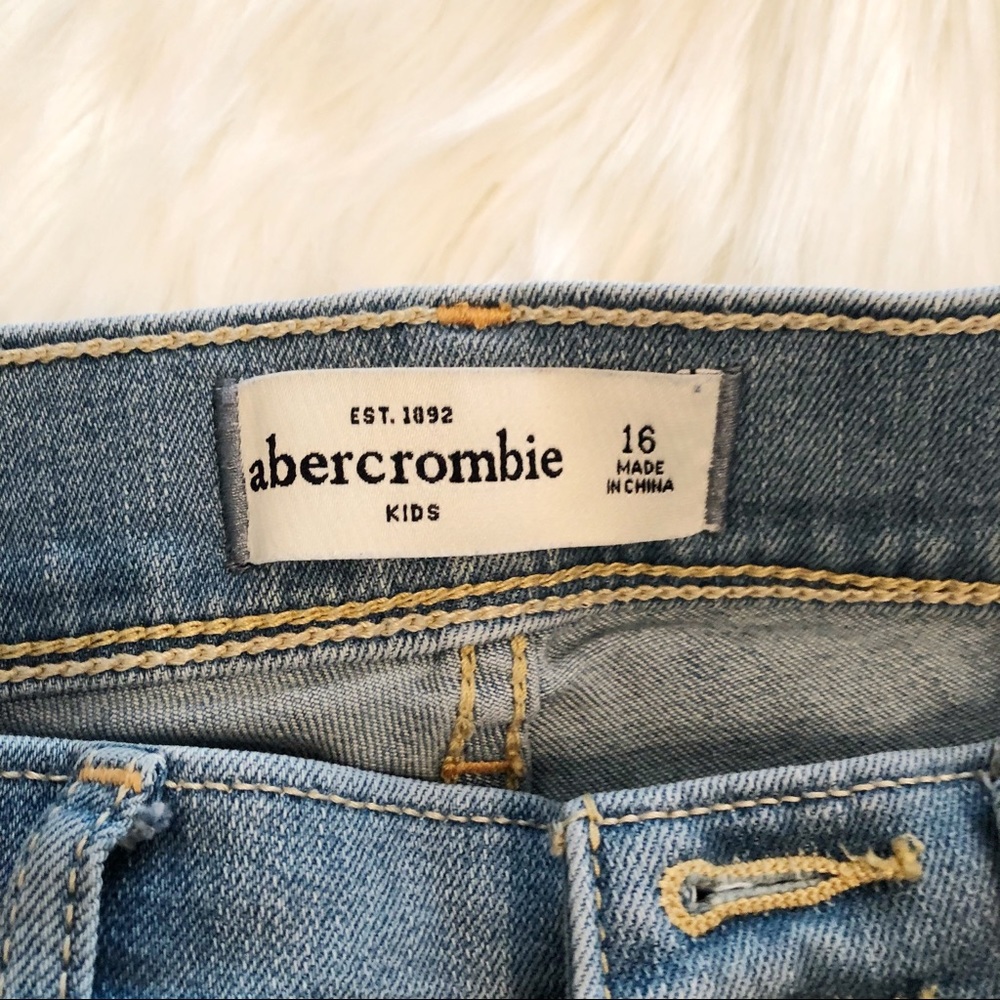 EST. 1892
abercrombie
KIDS
16
MADE
IN CHINA